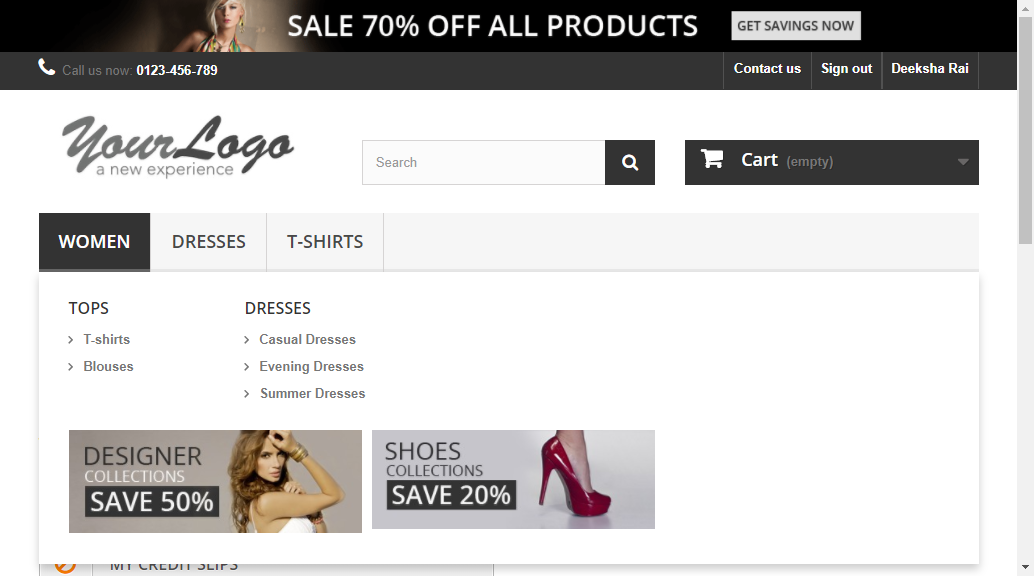 SALE 70% OFF ALL PRODUCTS GET SAVINGS NOW
Call us now: 0123-456-789 Contact us Sign out Deeksha Rai
YourLogo
a new experience
Search
Cart (empty)
WOMEN DRESSES T-SHIRTS
TOPS
T-shirts
Blouses
DRESSES
Casual Dresses
Evening Dresses
Summer Dresses
DESIGNER
COLLECTIONS
SAVE 50%
SHOES
COLLECTIONS
SAVE 20%
MY CREDIT SLIPS